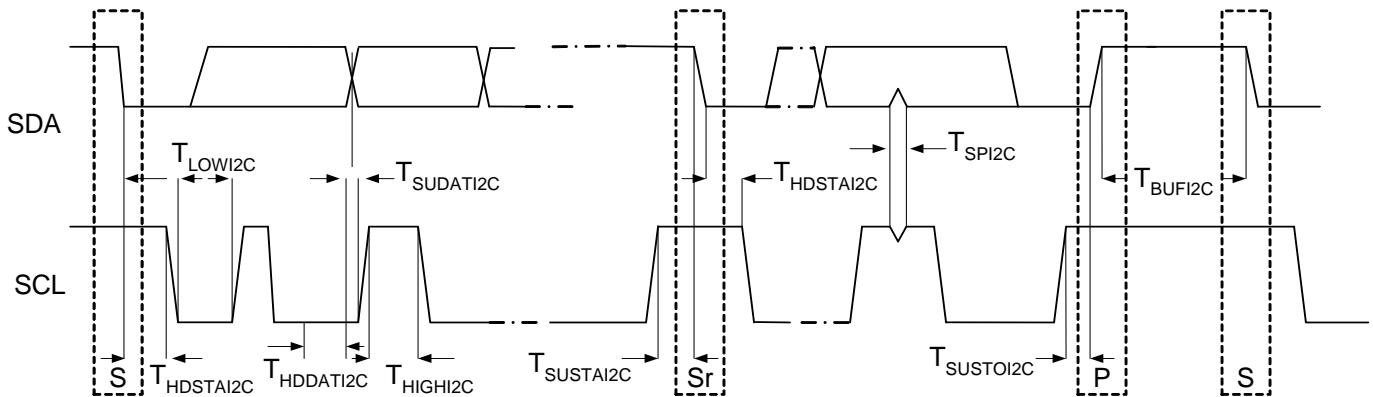 SDA
T_LOWI2C
T_SUDATI2C
T_SPI2C
T_HDSTAI2C
T_BUFI2C
SCL
S
T_HDSTAI2C
T_HDDATI2C
T_HIGHI2C
T_SUSTAI2C
Sr
T_SUSTOI2C
P
S